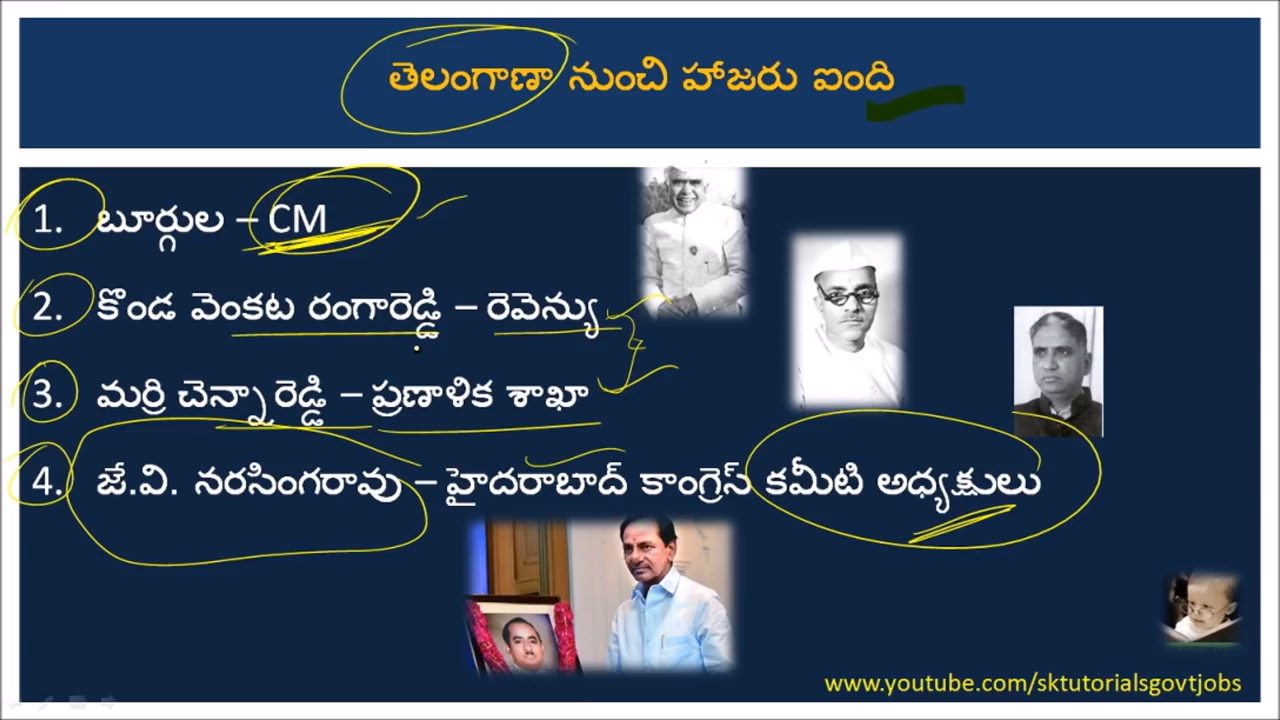 తెలంగాణా నుంచి హాజరు ఐంది
1. బూర్గుల – CM
2. కొండ వెంకట రంగారెడ్డి – రెవెన్యు
3. మర్రి చెన్నా రెడ్డి – ప్రణాళిక శాఖా
4. జే.వి. నరసింగరావు – హైదరాబాద్ కాంగ్రెస్ కమీటి అధ్యక్షులు
www.youtube.com/sktutorialsgovtjobs